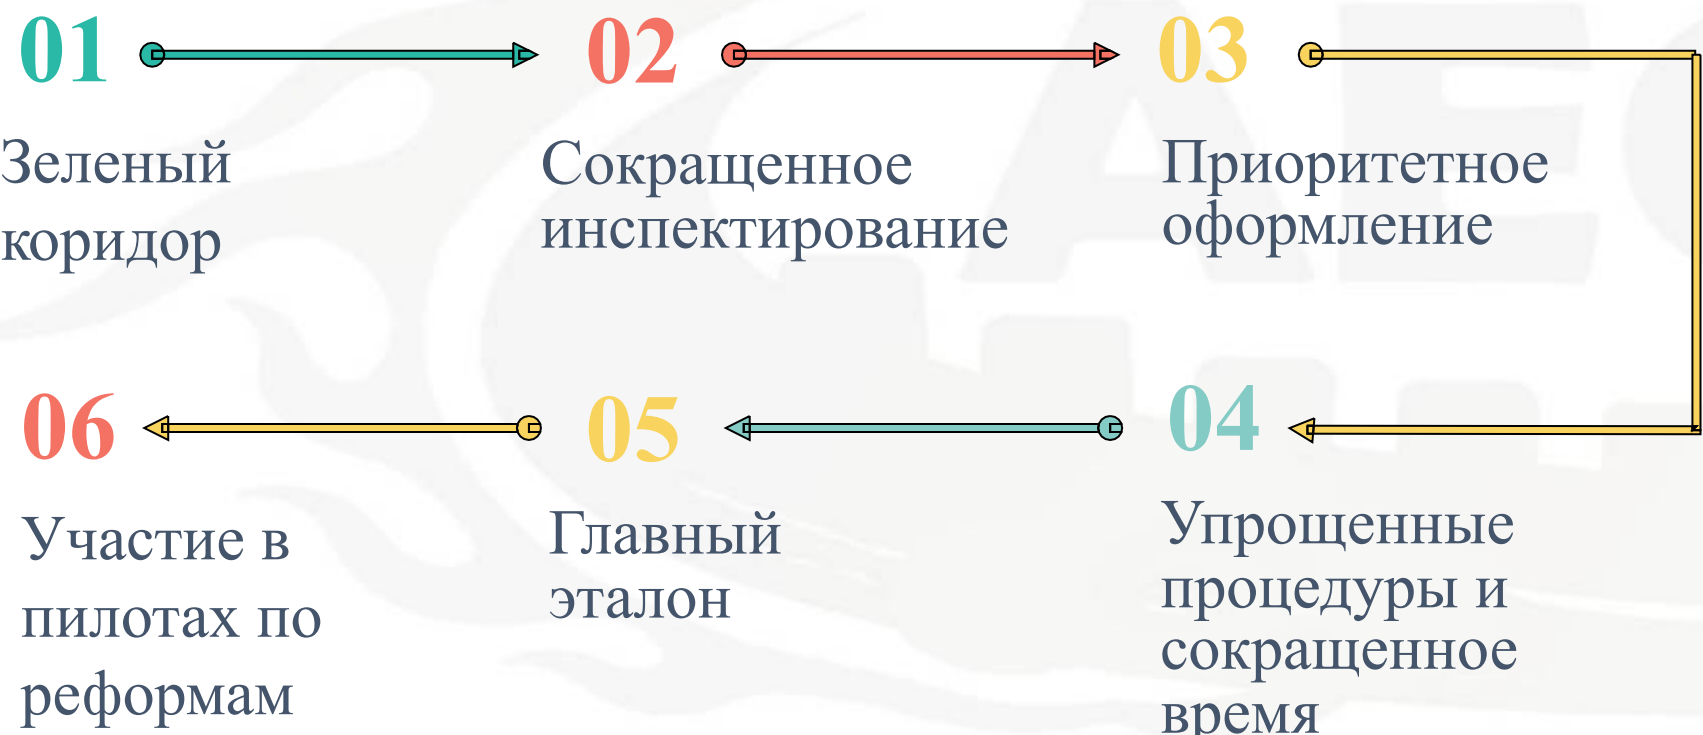 01
Зеленый
коридор
02
Сокращенное
инспектирование
03
Приоритетное
оформление
04
Упрощенные
процедуры и
сокращенное
время
05
Главный
эталон
06
Участие в
пилотах по
реформам